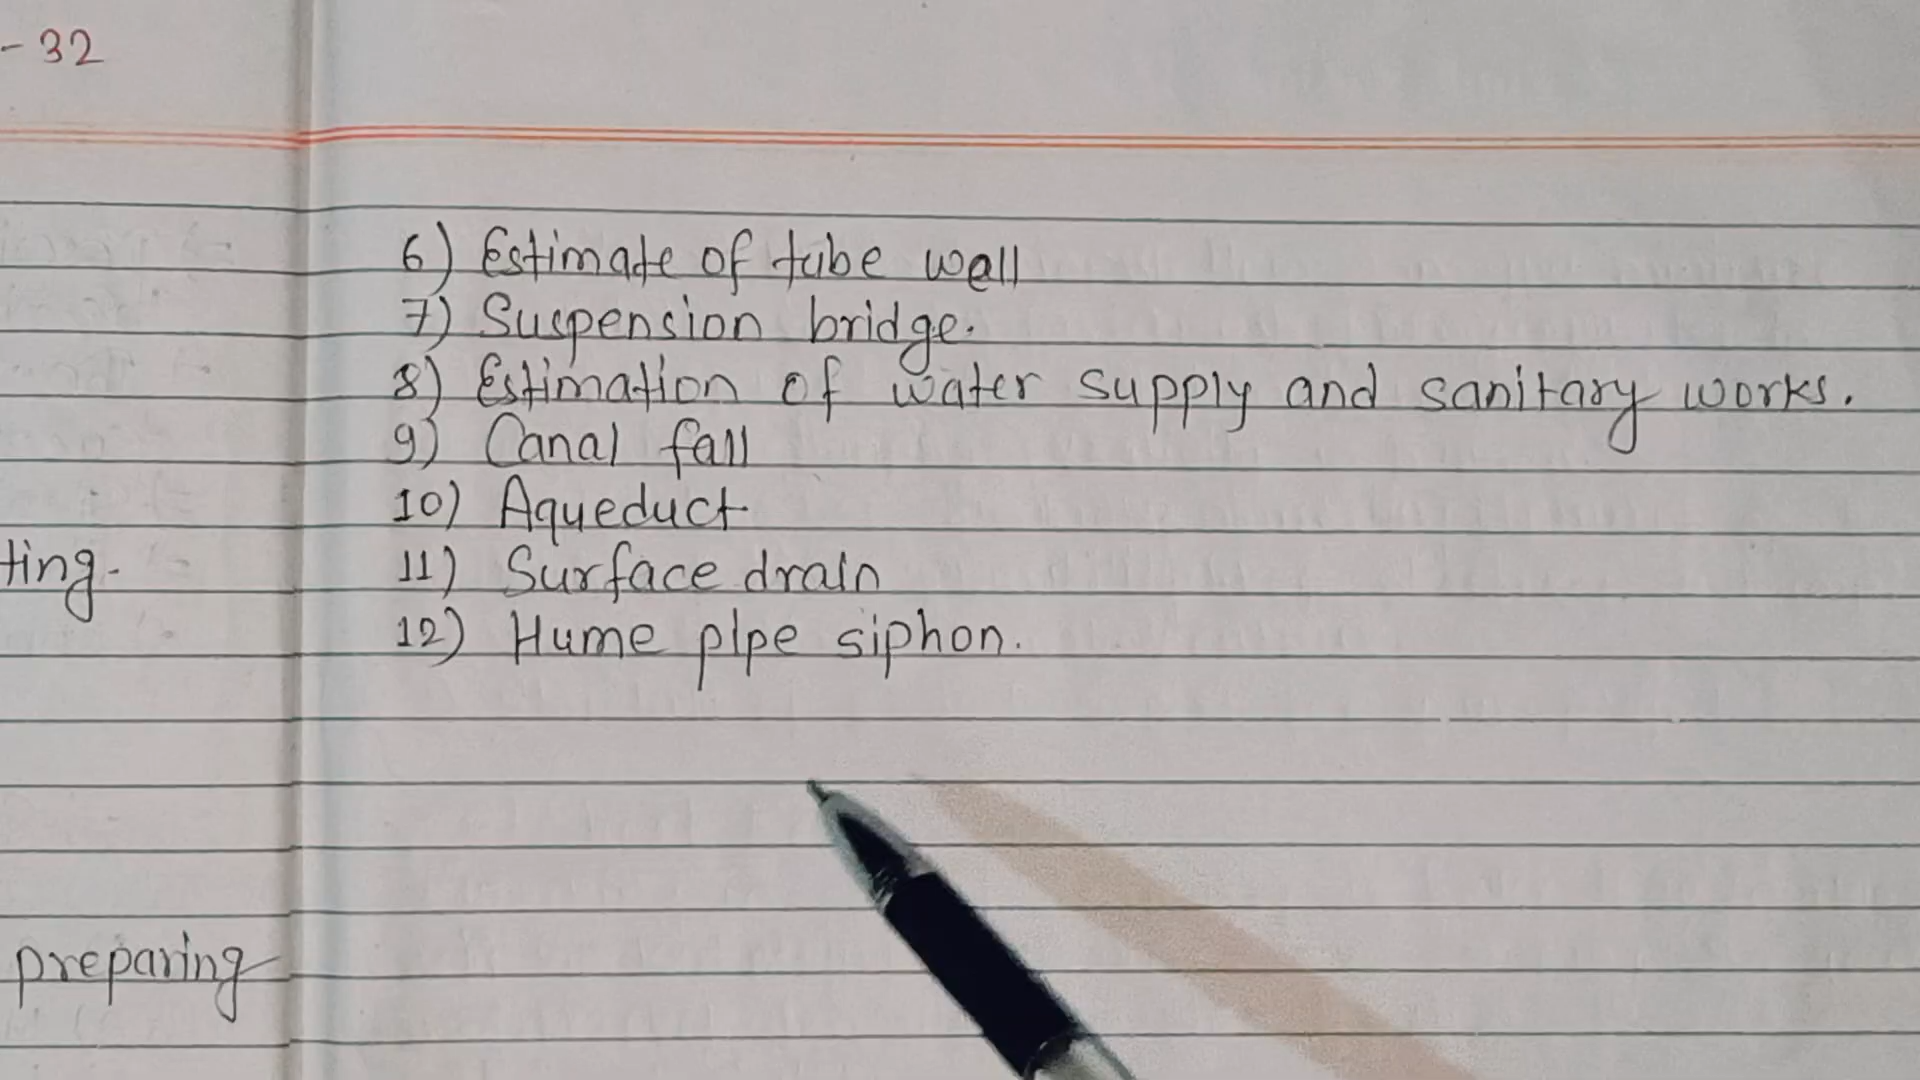 - 32
6) Estimate of tube well
7) Suspension bridge.
8) Estimation of water supply and sanitary works.
9) Canal fall
10) Aqueduct
ting.
11) Surface drain
12) Hume pipe siphon.
preparing